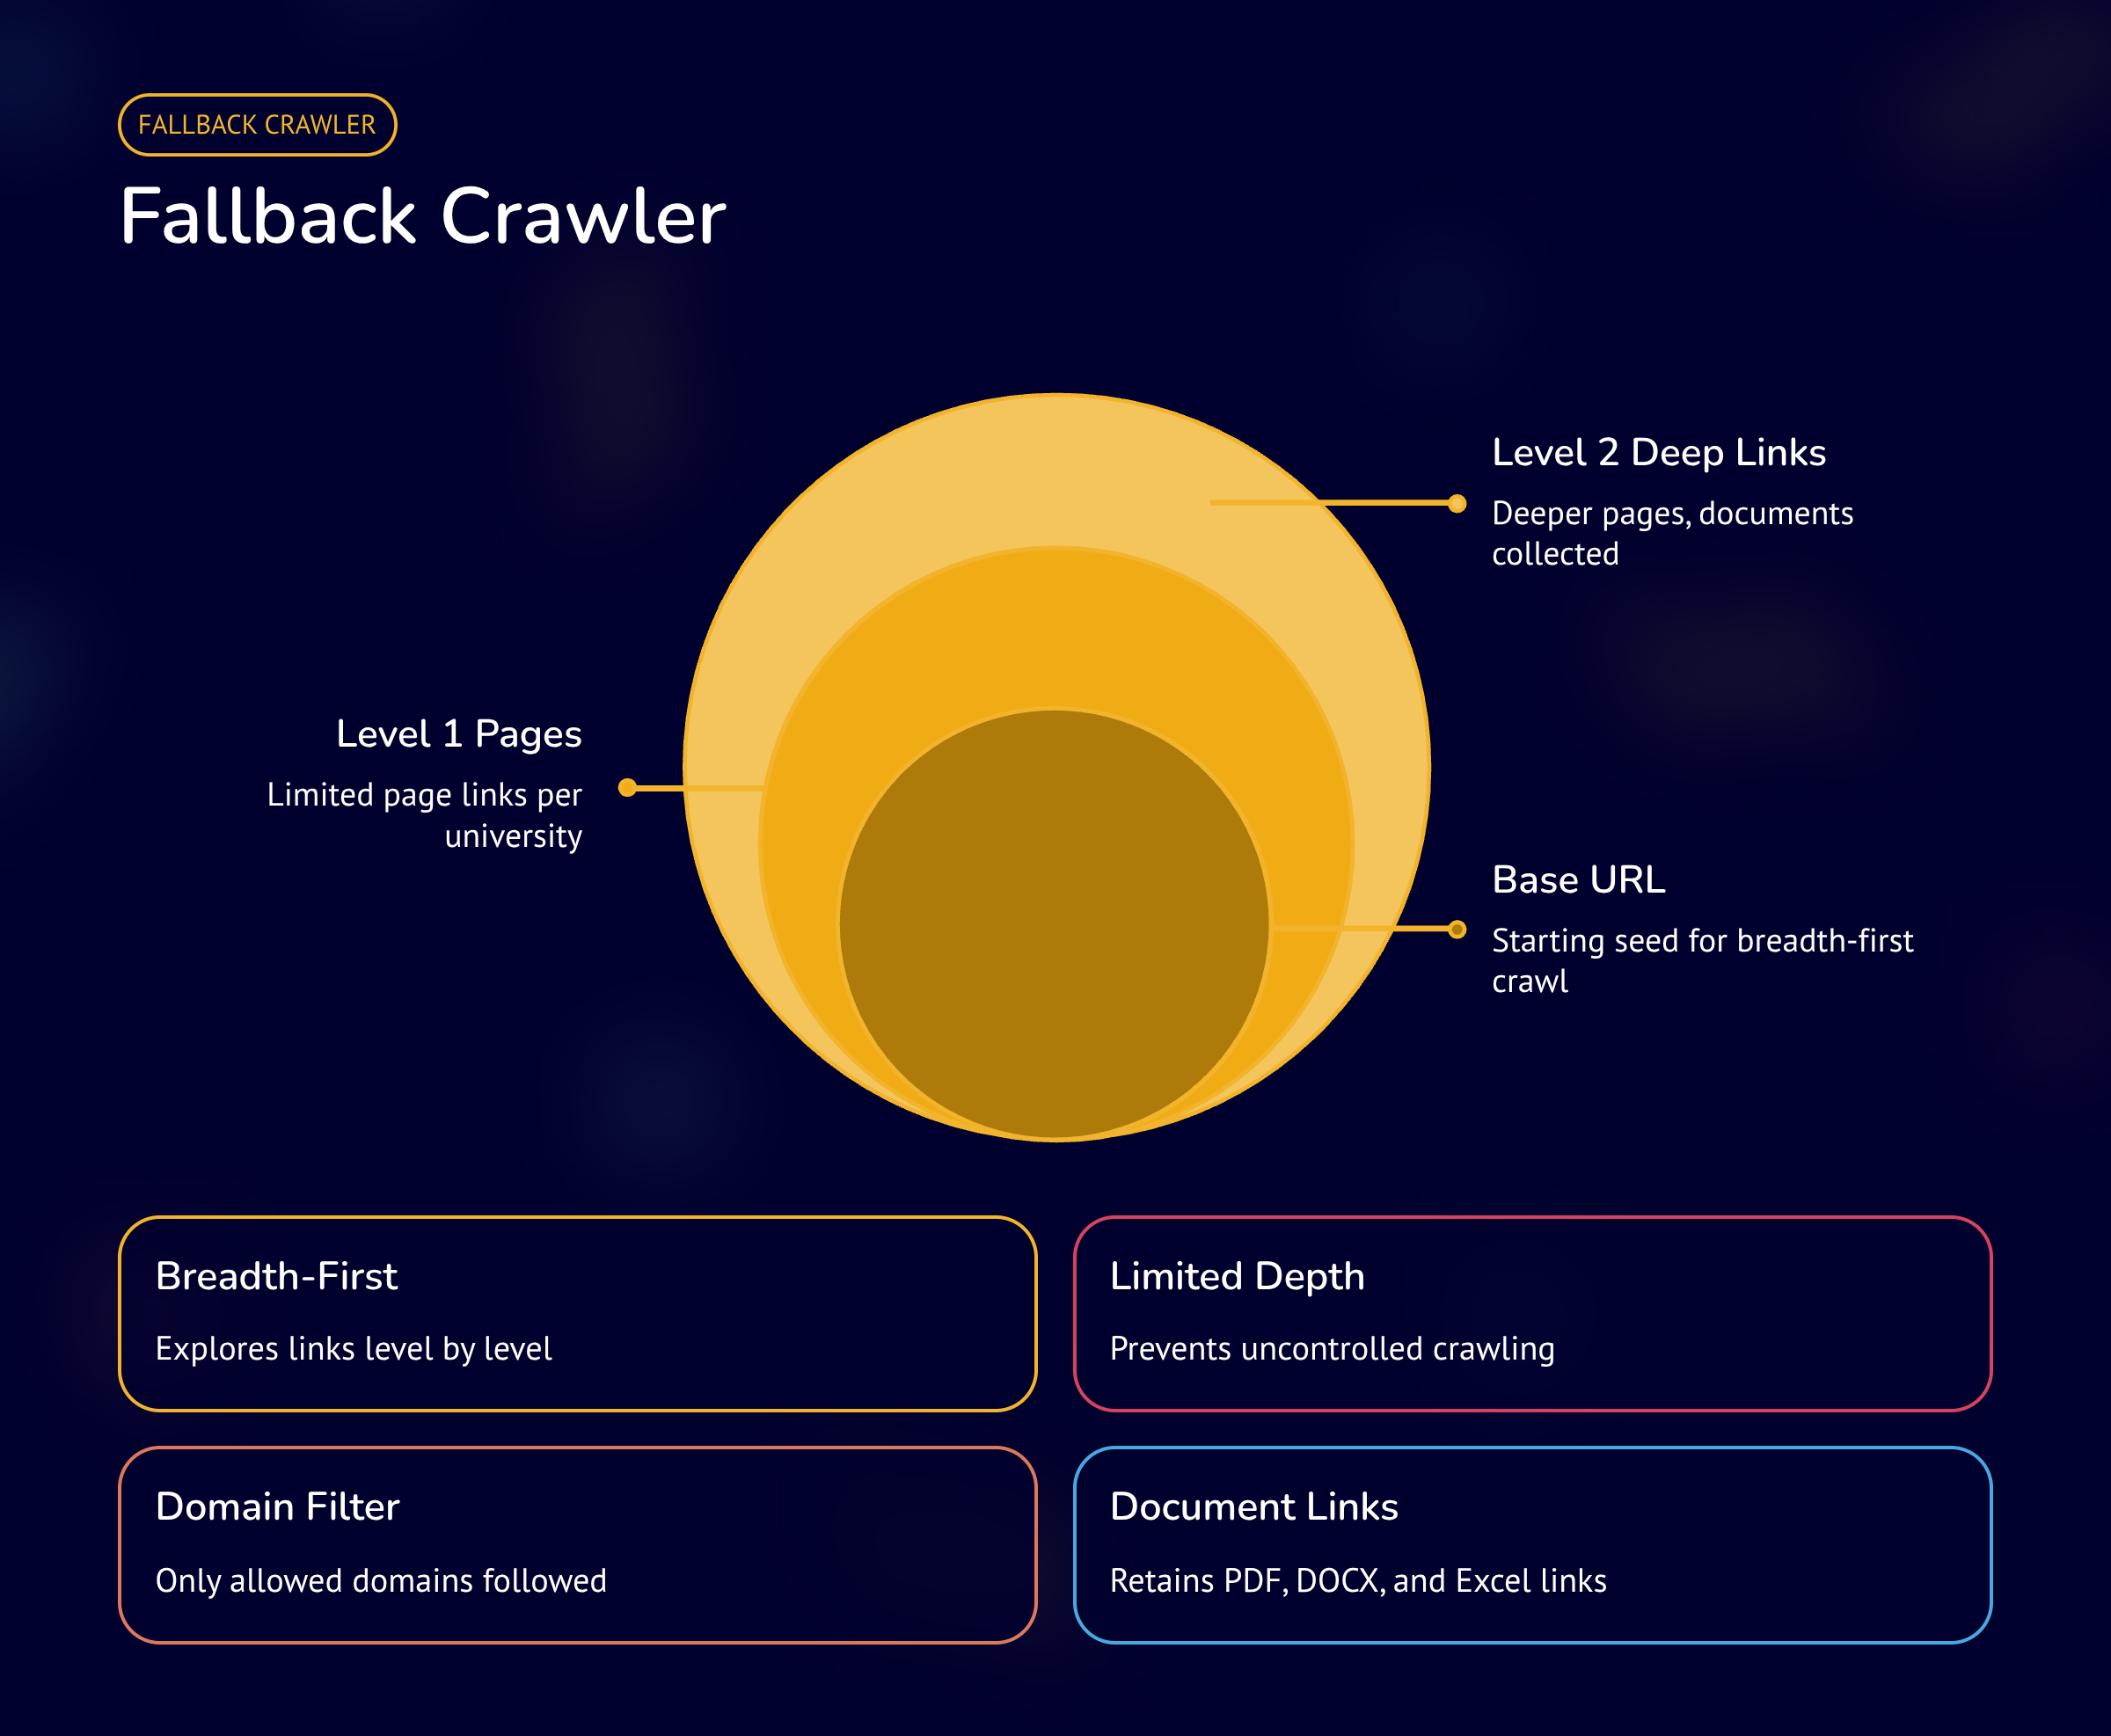 FALLBACK CRAWLER
Fallback Crawler
Level 2 Deep Links
Deeper pages, documents
collected
Level 1 Pages
Limited page links per
university
Base URL
Starting seed for breadth-first
crawl
Breadth-First
Explores links level by level
Limited Depth
Prevents uncontrolled crawling
Domain Filter
Only allowed domains followed
Document Links
Retains PDF, DOCX, and Excel links